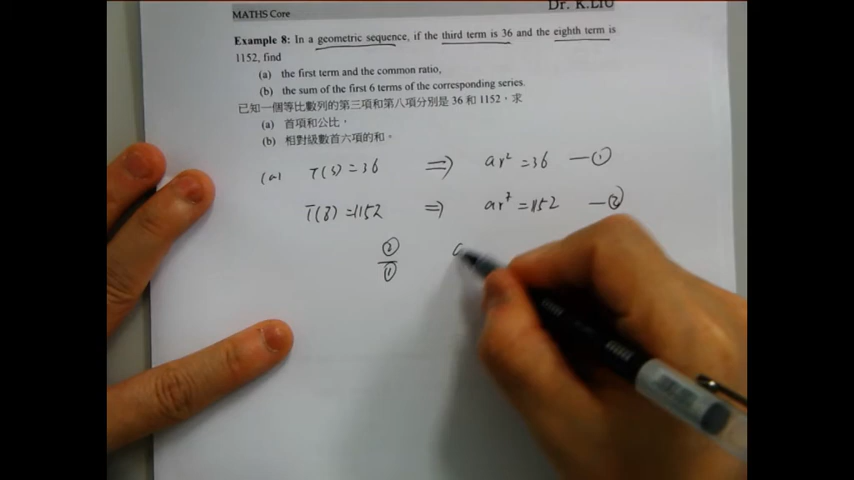 Dr. K.LIU
MATHS Core
Example 8: In a geometric sequence, if the third term is 36 and the eighth term is
1152, find
(a) the first term and the common ratio,
(b) the sum of the first 6 terms of the corresponding series.
已知一個等比數列的第三項和第八項分別是 36 和 1152，求
(a) 首項和公比，
(b) 相對級數首六項的和。
(a) T(3)=36 ⟹ ar² =36 —①
T(8)=1152 ⟹ ar⁷ =1152 —②
②
①